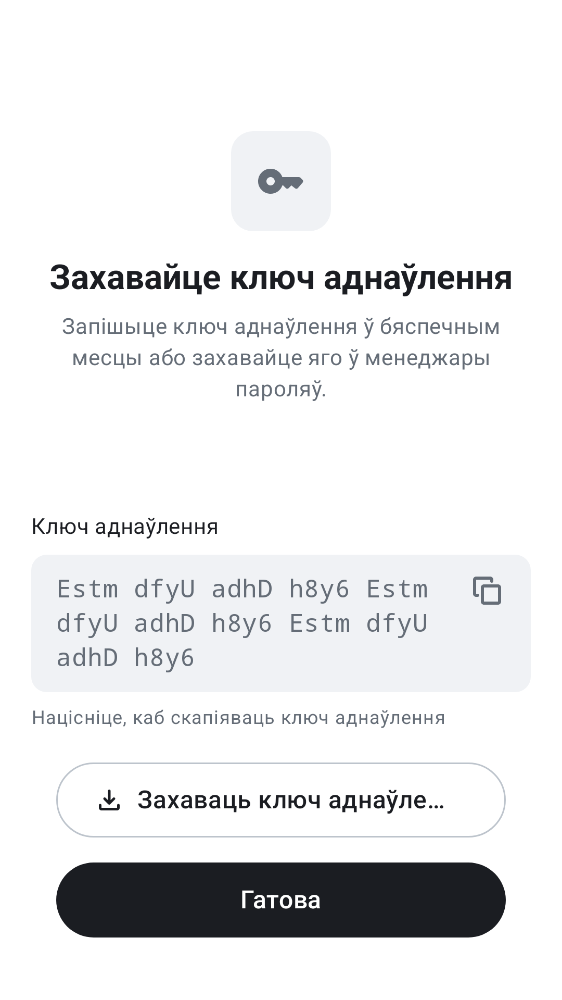 Захавайце ключ аднаўлення
Запішыце ключ аднаўлення ў бяспечным
месцы або захавайце яго ў менеджары
пароляў.
Ключ аднаўлення
Estm dfyU adhD h8y6 Estm
dfyU adhD h8y6 Estm dfyU
adhD h8y6
Націсніце, каб скапіяваць ключ аднаўлення
Захаваць ключ аднаўле…
Гатова